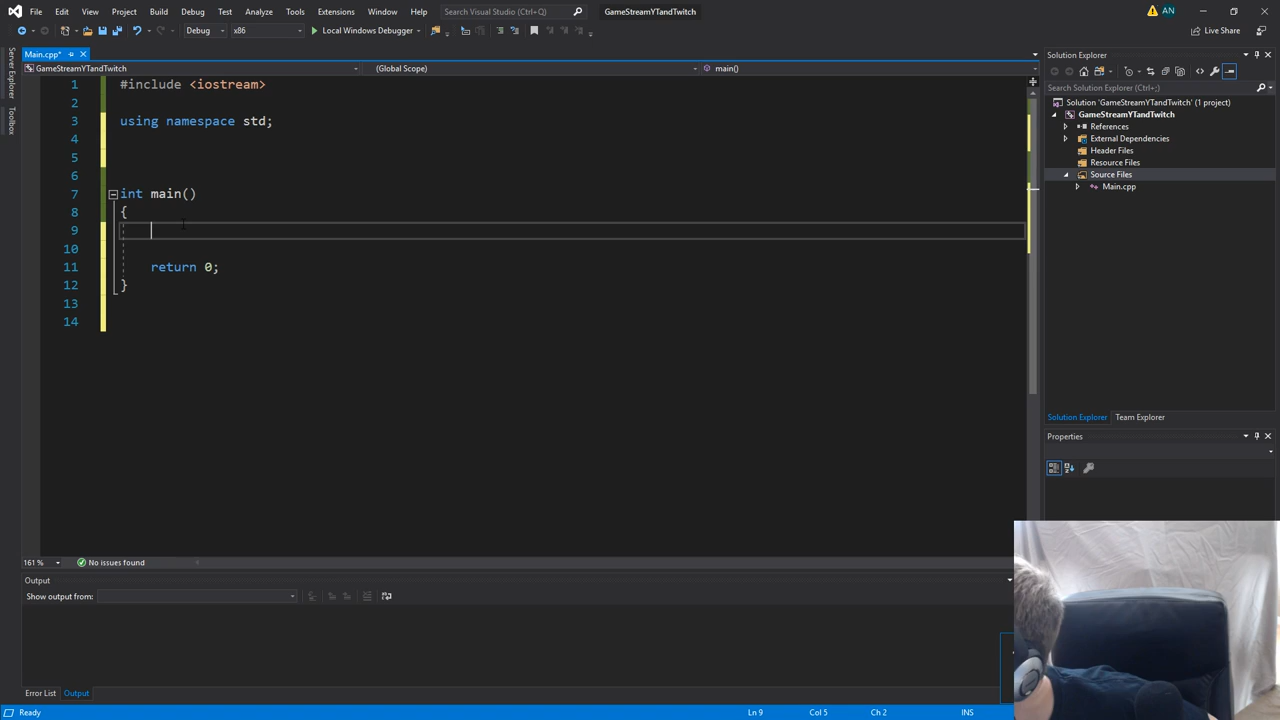 File Edit View Project Build Debug Test Analyze Tools Extensions Window Help Search Visual Studio (Ctrl+Q) GameStreamYTandTwitch AN
Debug x86 Local Windows Debugger Live Share
Main.cpp*
GameStreamYTandTwitch (Global Scope) main()
Server Explorer
Toolbox
1 #include <iostream>
2
3 using namespace std;
4
5
6
7 int main()
8 {
9
10
11 return 0;
12 }
13
14
161 % No issues found
Output
Show output from:
Error List Output
Solution Explorer
Search Solution Explorer (Ctrl+;)
Solution 'GameStreamYTandTwitch' (1 project)
GameStreamYTandTwitch
References
External Dependencies
Header Files
Resource Files
Source Files
Main.cpp
Solution Explorer Team Explorer
Properties
Ready Ln 9 Col 5 Ch 2 INS